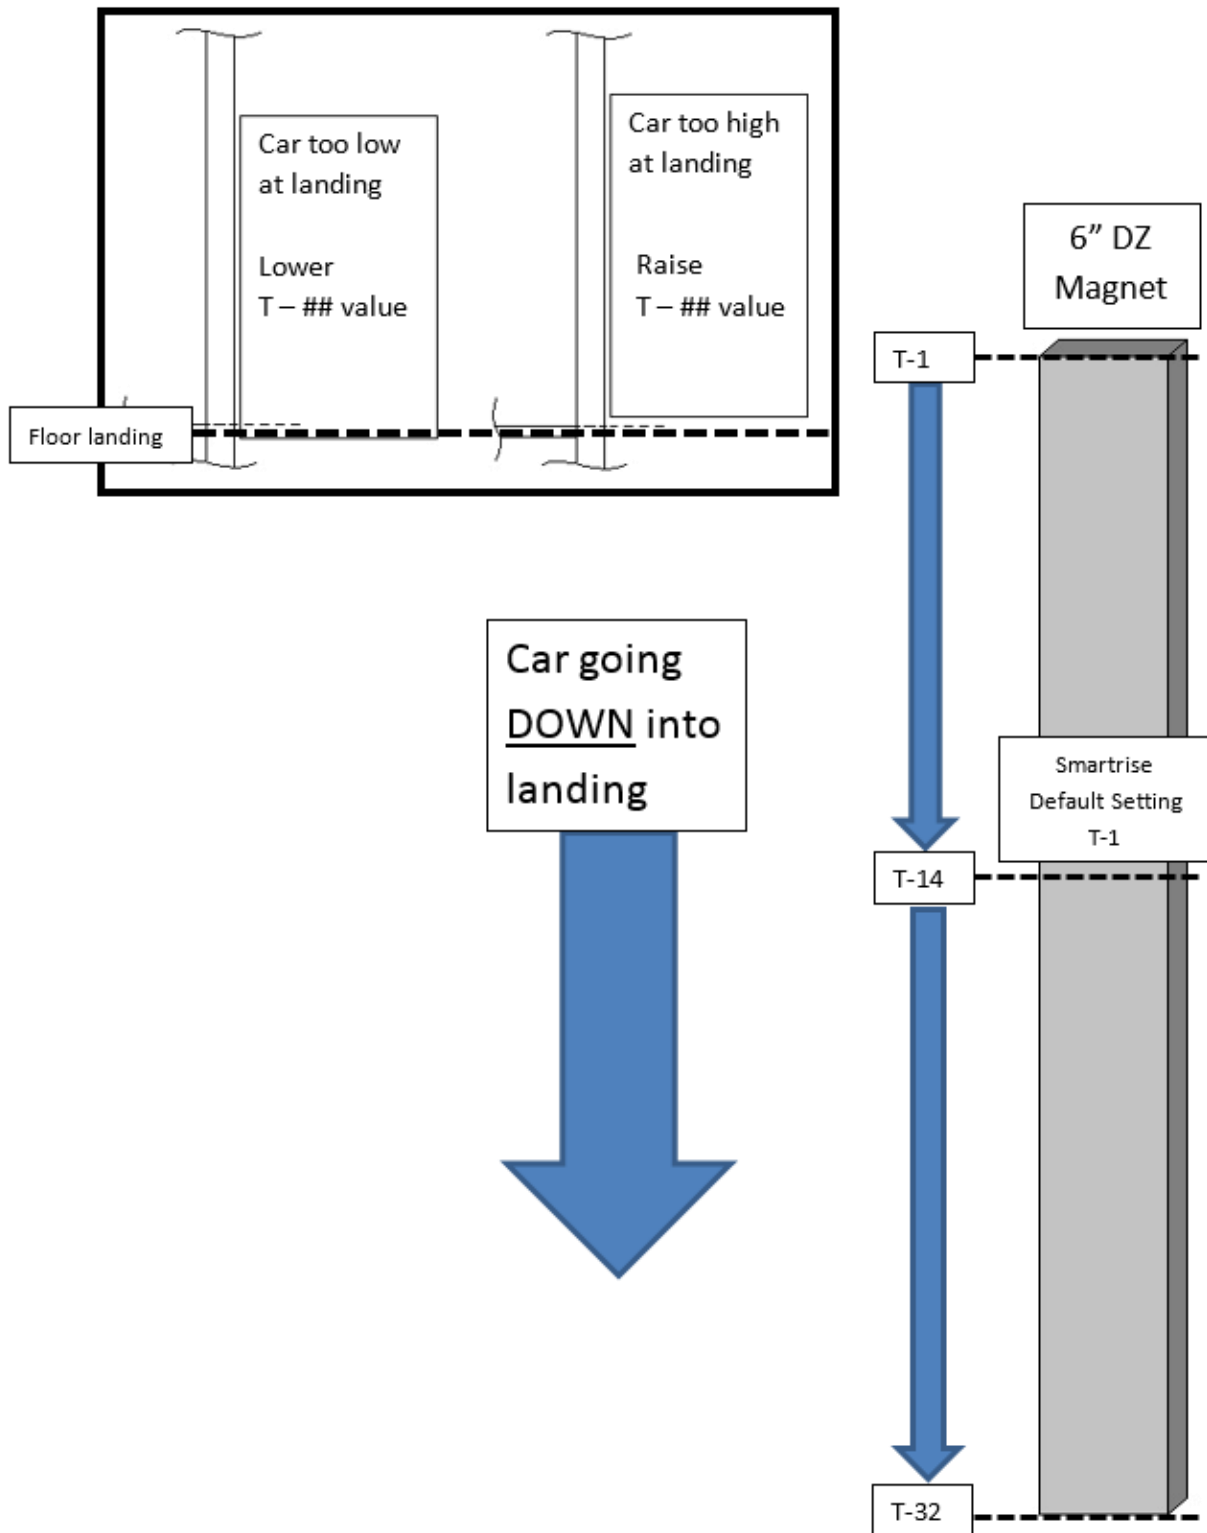 Car too low
at landing
Lower
T – ## value
Car too high
at landing
Raise
T – ## value
Floor landing
6” DZ
Magnet
T-1
Car going
DOWN into
landing
Smartrise
Default Setting
T-1
T-14
T-32